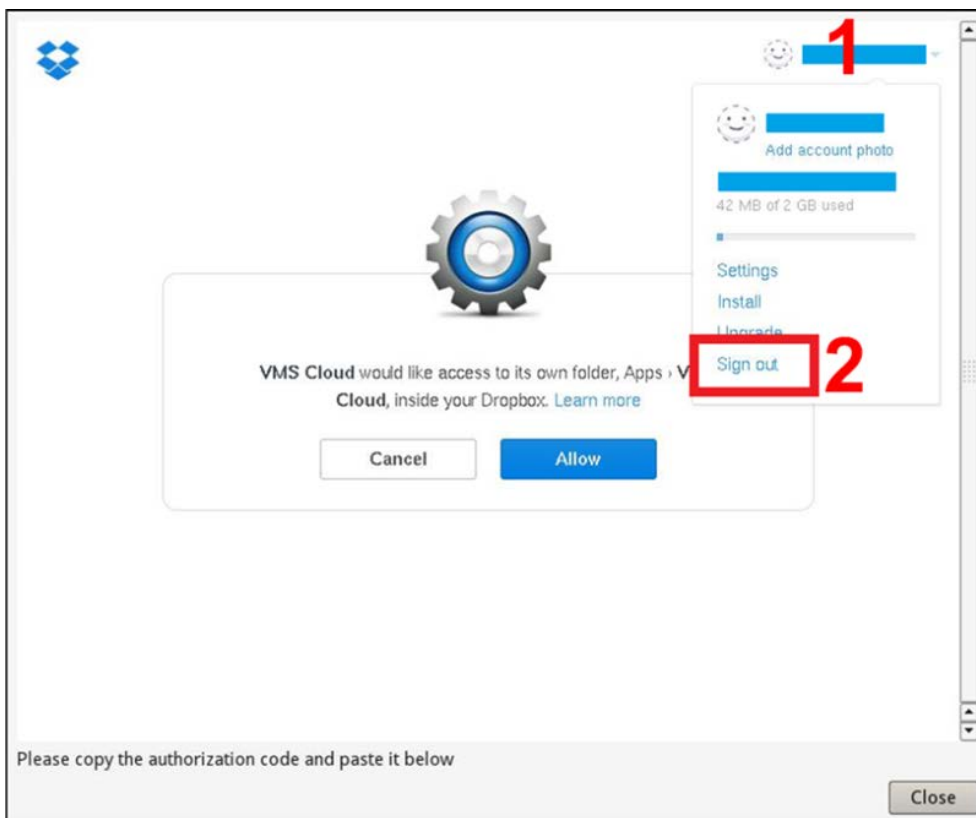 1
Add account photo
42 MB of 2 GB used
Settings
Install
Upgrade
Sign out
2
VMS Cloud would like access to its own folder, Apps › V
Cloud, inside your Dropbox. Learn more
Cancel
Allow
Please copy the authorization code and paste it below
Close